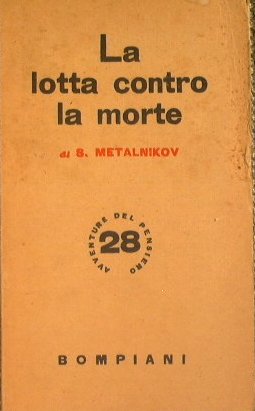 La
lotta contro
la morte
di S. METALNIKOV
AVVENTURE DEL PENSIERO
28
BOMPIANI